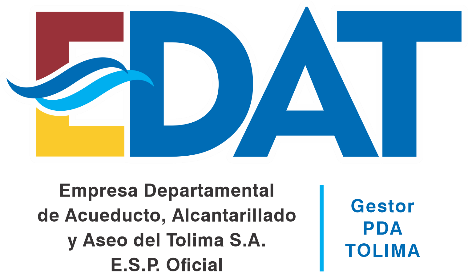 EDAT
Empresa Departamental
de Acueducto, Alcantarillado
y Aseo del Tolima S.A.
E.S.P. Oficial
Gestor
PDA
TOLIMA